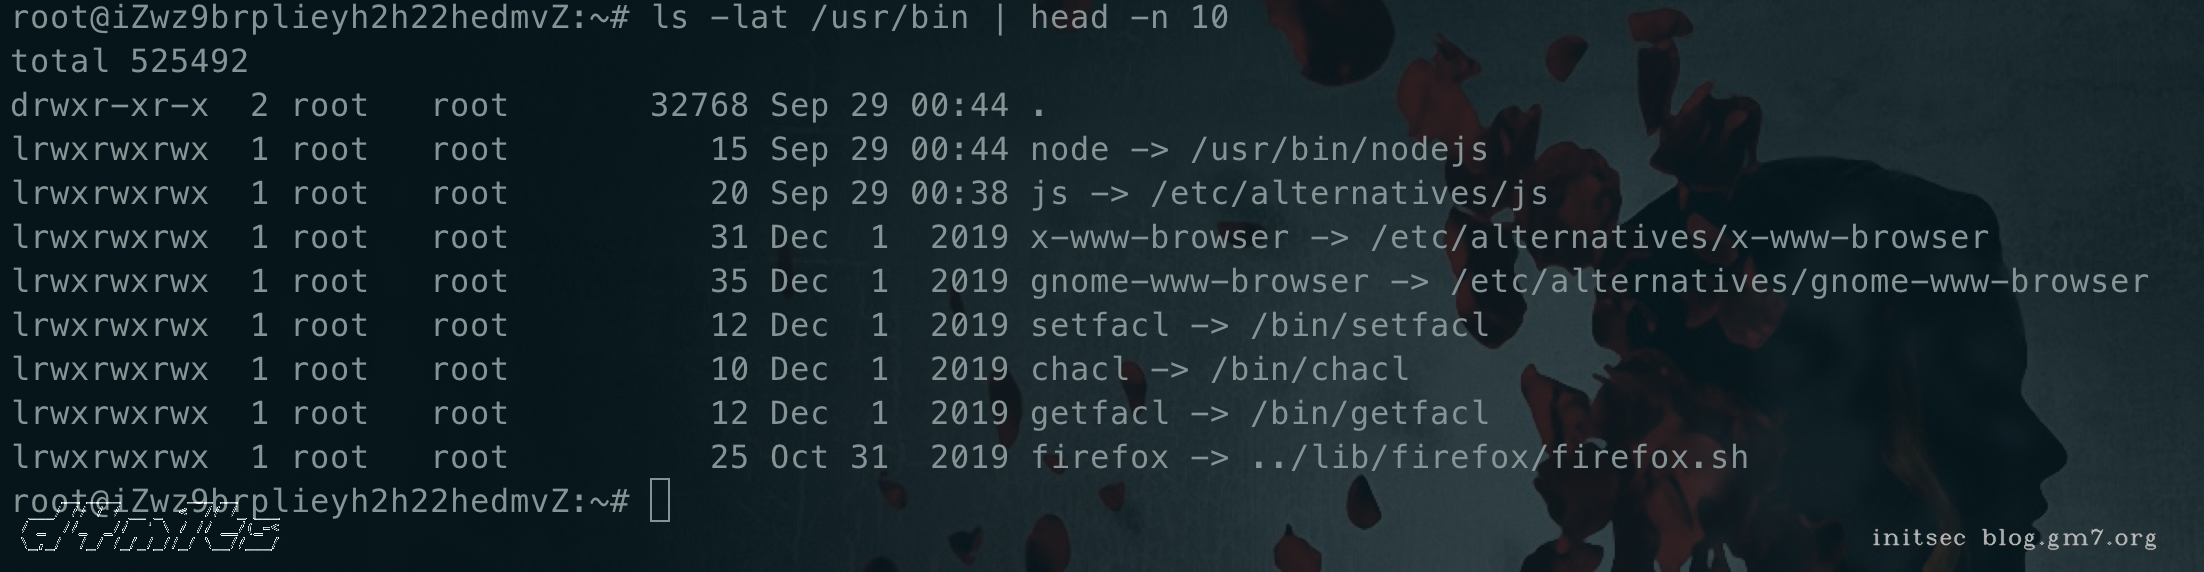 root@iZwz9brplieyh2h22hedmvZ:~# ls -lat /usr/bin | head -n 10
total 525492
drwxr-xr-x  2 root   root       32768 Sep 29 00:44 .
lrwxrwxrwx  1 root   root          15 Sep 29 00:44 node -> /usr/bin/nodejs
lrwxrwxrwx  1 root   root          20 Sep 29 00:38 js -> /etc/alternatives/js
lrwxrwxrwx  1 root   root          31 Dec  1  2019 x-www-browser -> /etc/alternatives/x-www-browser
lrwxrwxrwx  1 root   root          35 Dec  1  2019 gnome-www-browser -> /etc/alternatives/gnome-www-browser
lrwxrwxrwx  1 root   root          12 Dec  1  2019 setfacl -> /bin/setfacl
lrwxrwxrwx  1 root   root          10 Dec  1  2019 chacl -> /bin/chacl
lrwxrwxrwx  1 root   root          12 Dec  1  2019 getfacl -> /bin/getfacl
lrwxrwxrwx  1 root   root          25 Oct 31  2019 firefox -> ../lib/firefox/firefox.sh
root@iZwz9brplieyh2h22hedmvZ:~#
initsec blog.gm7.org